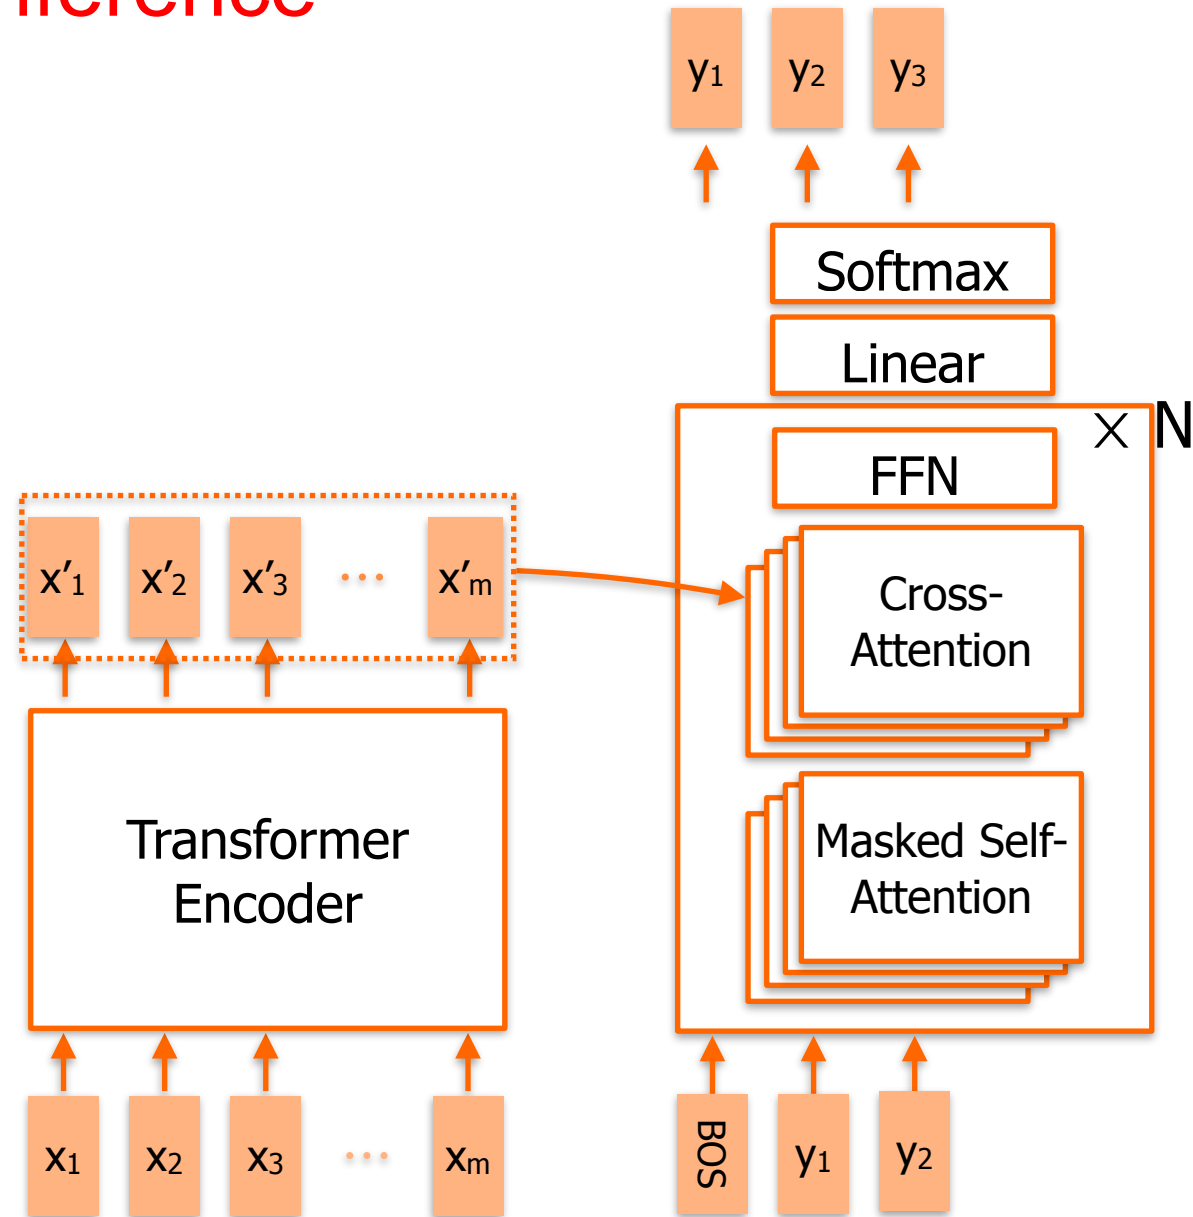 y1 y2 y3
Softmax
Linear
× N
FFN
x′1 x′2 x′3 ... x′m
Cross-
Attention
Transformer
Encoder
Masked Self-
Attention
x1 x2 x3 ... xm
BOS y1 y2